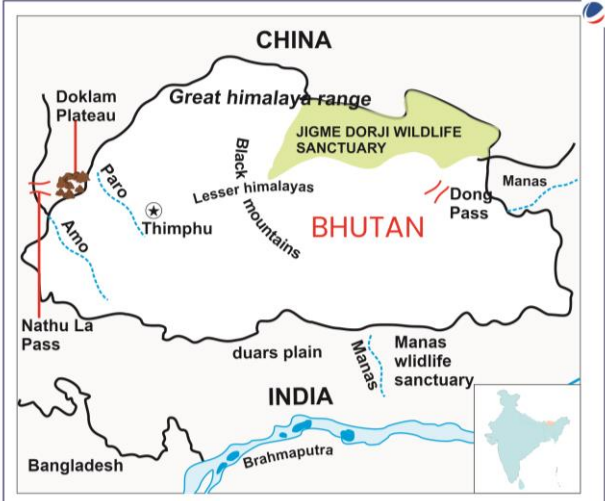 CHINA
Doklam
Plateau
Great himalaya range
JIGME DORJI WILDLIFE
SANCTUARY
Black
mountains
Paro
Lesser himalayas
Manas
Dong
Pass
Thimphu
BHUTAN
Amo
Nathu La
Pass
duars plain
Manas
Manas
wlidlife
sanctuary
INDIA
Bangladesh
Brahmaputra